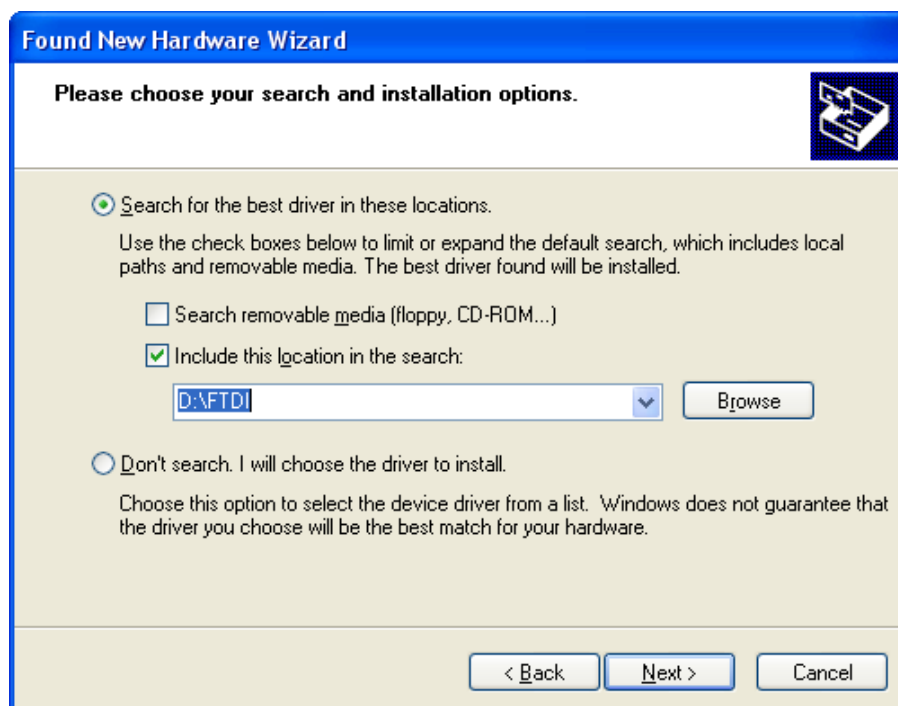 Found New Hardware Wizard
Please choose your search and installation options.
Search for the best driver in these locations.
Use the check boxes below to limit or expand the default search, which includes local
paths and removable media. The best driver found will be installed.
Search removable media (floppy, CD-ROM...)
Include this location in the search:
D:\FTDI
Browse
Don't search. I will choose the driver to install.
Choose this option to select the device driver from a list.  Windows does not guarantee that
the driver you choose will be the best match for your hardware.
< Back
Next >
Cancel